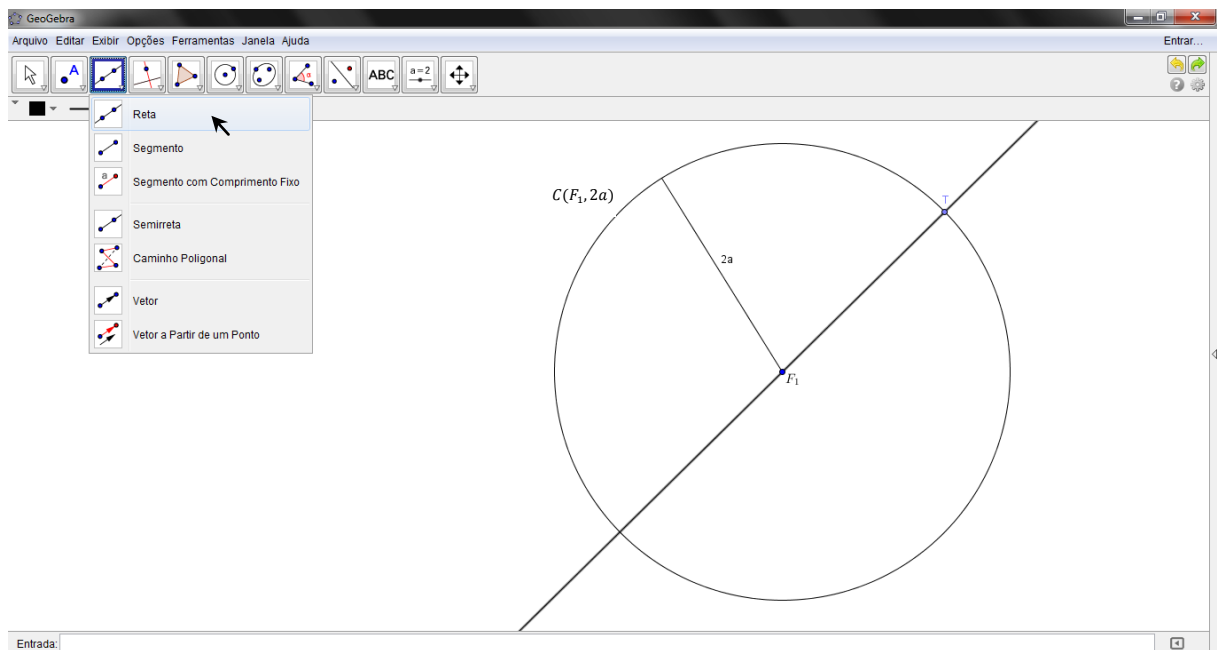 GeoGebra
Arquivo Editar Exibir Opções Ferramentas Janela Ajuda Entrar...
A α ABC a=2
Reta
Segmento
a
Segmento com Comprimento Fixo
Semirreta
Caminho Poligonal
Vetor
Vetor a Partir de um Ponto
C(F₁, 2a)
T
2a
F₁
Entrada: